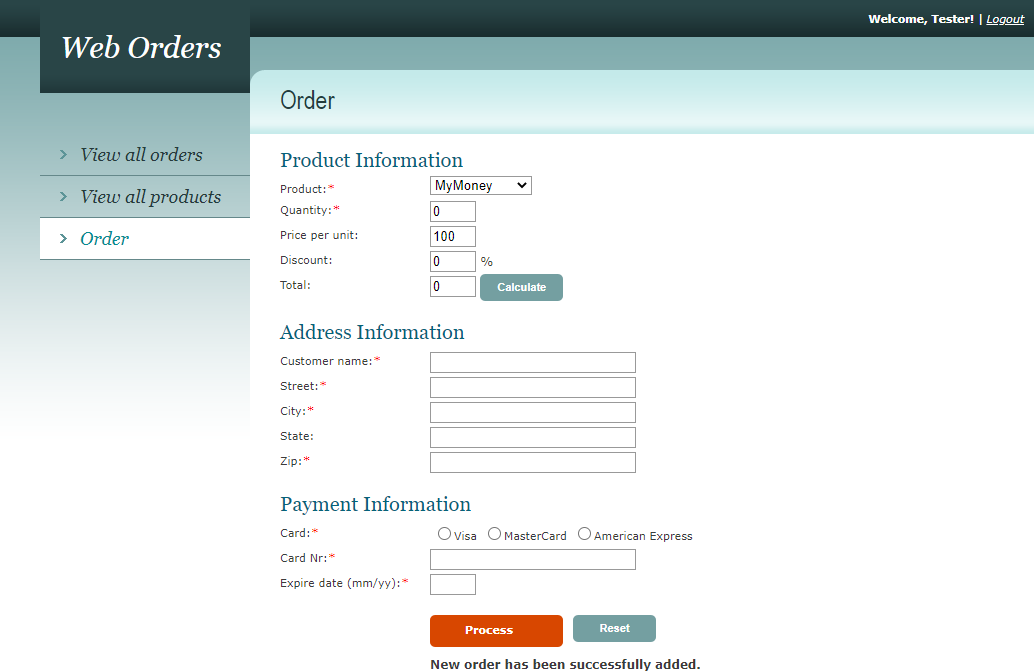 Welcome, Tester! | Logout
Web Orders
Order
View all orders
View all products
Order
Product Information
Product:* MyMoney
Quantity:* 0
Price per unit: 100
Discount: 0 %
Total: 0 Calculate
Address Information
Customer name:*
Street:*
City:*
State:
Zip:*
Payment Information
Card:* Visa MasterCard American Express
Card Nr:*
Expire date (mm/yy):*
Process Reset
New order has been successfully added.